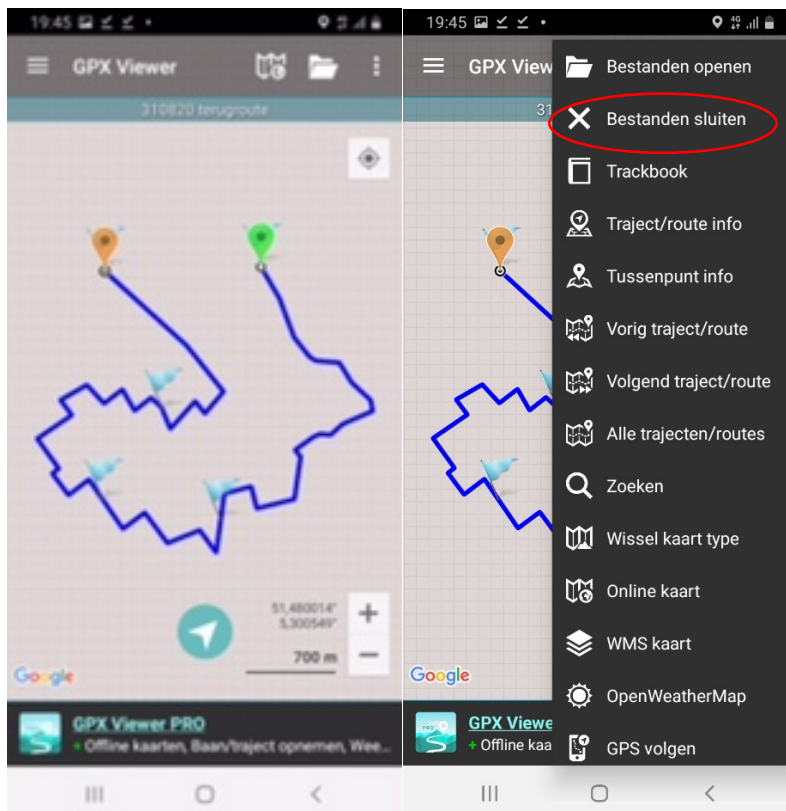 19:45
GPX Viewer
310820 terugroute
51,480014°
5,300549°
700 m
Google
GPX Viewer PRO
+ Offline kaarten, Baan/traject opnemen, Wee...
19:45
4G
GPX View
31
Bestanden openen
Bestanden sluiten
Trackbook
Traject/route info
Tussenpunt info
Vorig traject/route
Volgend traject/route
Alle trajecten/routes
Zoeken
Wissel kaart type
Online kaart
WMS kaart
OpenWeatherMap
GPS volgen
Google
PRO
GPX Viewe
+ Offline kaa